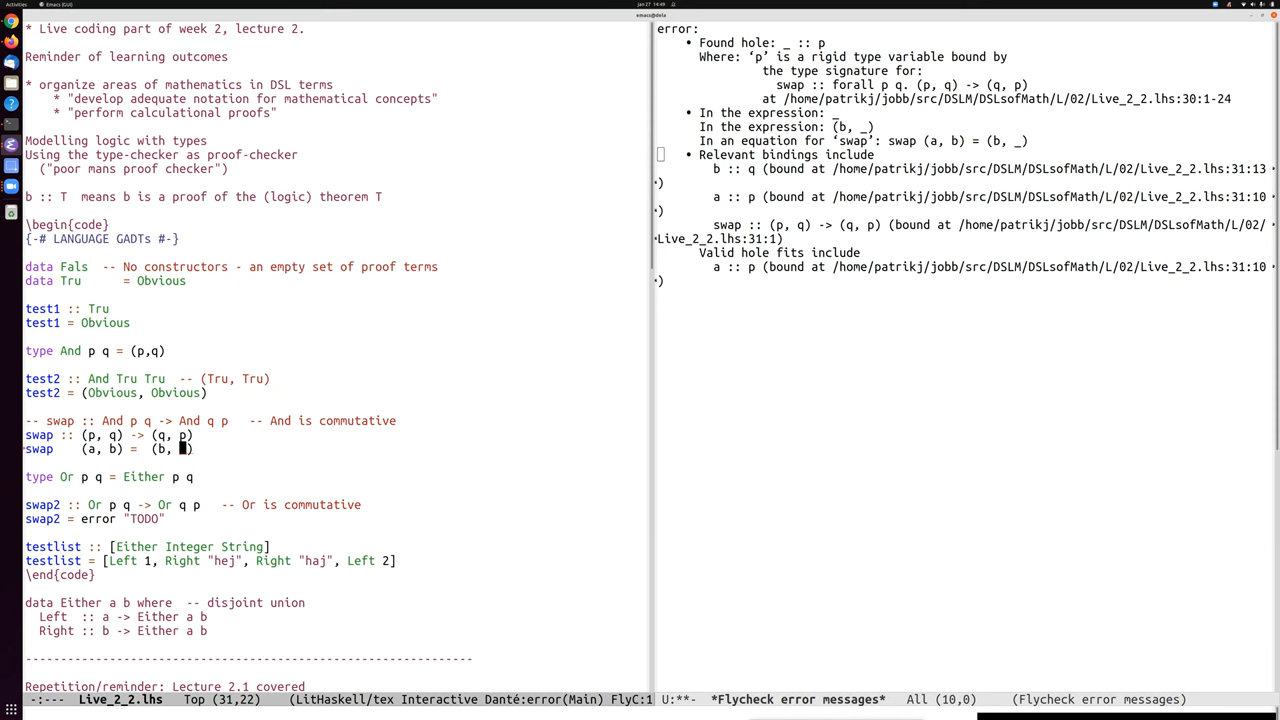 Activities
Emacs (GUI)
Jan 27 14:49
emacs@dela
* Live coding part of week 2, lecture 2.
Reminder of learning outcomes
* organize areas of mathematics in DSL terms
* "develop adequate notation for mathematical concepts"
* "perform calculational proofs"
Modelling logic with types
Using the type-checker as proof-checker
("poor mans proof checker")
b :: T means b is a proof of the (logic) theorem T
\begin{code}
{-# LANGUAGE GADTs #-}
data Fals -- No constructors - an empty set of proof terms
data Tru = Obvious
test1 :: Tru
test1 = Obvious
type And p q = (p,q)
test2 :: And Tru Tru -- (Tru, Tru)
test2 = (Obvious, Obvious)
-- swap :: And p q -> And q p -- And is commutative
swap :: (p, q) -> (q, p)
swap (a, b) = (b, )
type Or p q = Either p q
swap2 :: Or p q -> Or q p -- Or is commutative
swap2 = error "TODO"
testlist :: [Either Integer String]
testlist = [Left 1, Right "hej", Right "haj", Left 2]
\end{code}
data Either a b where -- disjoint union
Left :: a -> Either a b
Right :: b -> Either a b
----------------------------------------------------------------
Repetition/reminder: Lecture 2.1 covered
-:--- Live_2_2.lhs Top (31,22) (LitHaskell/tex Interactive Danté:error(Main) FlyC:1
error:
• Found hole: _ :: p
Where: ‘p’ is a rigid type variable bound by
the type signature for:
swap :: forall p q. (p, q) -> (q, p)
at /home/patrikj/jobb/src/DSLM/DSLsofMath/L/02/Live_2_2.lhs:30:1-24
• In the expression: _
In the expression: (b, _)
In an equation for ‘swap’: swap (a, b) = (b, _)
• Relevant bindings include
b :: q (bound at /home/patrikj/jobb/src/DSLM/DSLsofMath/L/02/Live_2_2.lhs:31:13
)
a :: p (bound at /home/patrikj/jobb/src/DSLM/DSLsofMath/L/02/Live_2_2.lhs:31:10
)
swap :: (p, q) -> (q, p) (bound at /home/patrikj/jobb/src/DSLM/DSLsofMath/L/02/
Live_2_2.lhs:31:1)
Valid hole fits include
a :: p (bound at /home/patrikj/jobb/src/DSLM/DSLsofMath/L/02/Live_2_2.lhs:31:10
)
U:**- *Flycheck error messages* All (10,0) (Flycheck error messages)